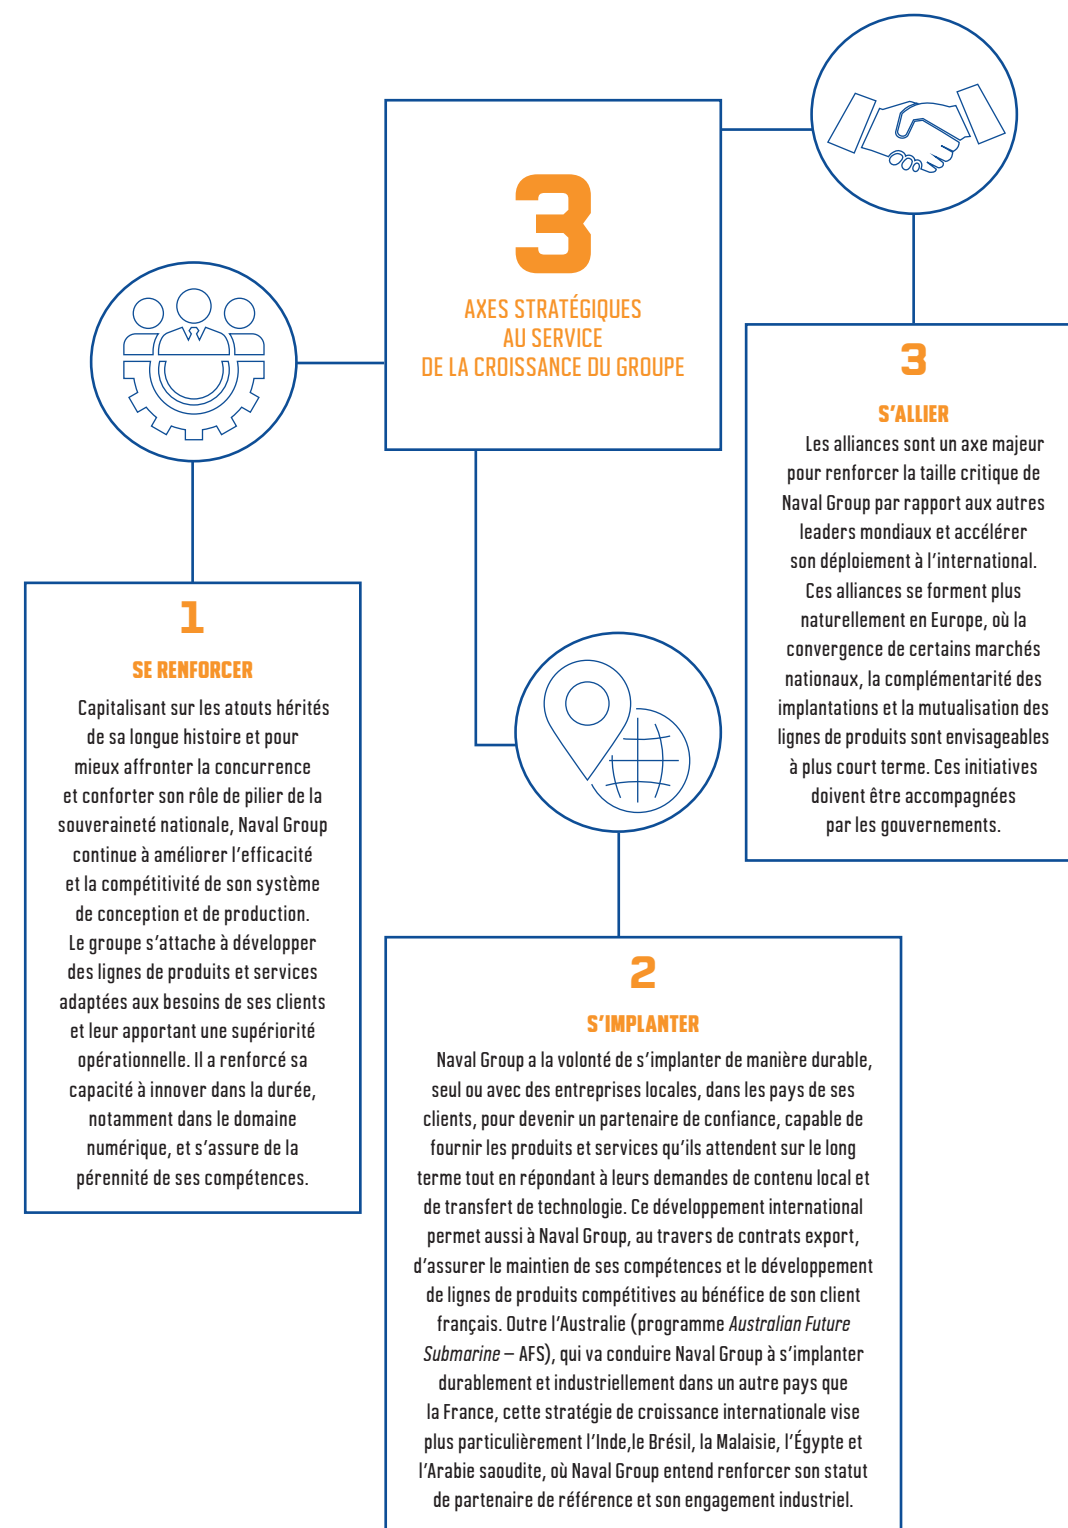 3
AXES STRATÉGIQUES
AU SERVICE
DE LA CROISSANCE DU GROUPE
1
SE RENFORCER
Capitalisant sur les atouts hérités
de sa longue histoire et pour
mieux affronter la concurrence
et conforter son rôle de pilier de la
souveraineté nationale, Naval Group
continue à améliorer l’efficacité
et la compétitivité de son système
de conception et de production.
Le groupe s’attache à développer
des lignes de produits et services
adaptées aux besoins de ses clients
et leur apportant une supériorité
opérationnelle. Il a renforcé sa
capacité à innover dans la durée,
notamment dans le domaine
numérique, et s’assure de la
pérennité de ses compétences.
2
S’IMPLANTER
Naval Group a la volonté de s’implanter de manière durable,
seul ou avec des entreprises locales, dans les pays de ses
clients, pour devenir un partenaire de confiance, capable de
fournir les produits et services qu’ils attendent sur le long
terme tout en répondant à leurs demandes de contenu local et
de transfert de technologie. Ce développement international
permet aussi à Naval Group, au travers de contrats export,
d’assurer le maintien de ses compétences et le développement
de lignes de produits compétitives au bénéfice de son client
français. Outre l’Australie (programme Australian Future
Submarine – AFS), qui va conduire Naval Group à s’implanter
durablement et industriellement dans un autre pays que
la France, cette stratégie de croissance internationale vise
plus particulièrement l’Inde,le Brésil, la Malaisie, l’Égypte et
l’Arabie saoudite, où Naval Group entend renforcer son statut
de partenaire de référence et son engagement industriel.
3
S’ALLIER
Les alliances sont un axe majeur
pour renforcer la taille critique de
Naval Group par rapport aux autres
leaders mondiaux et accélérer
son déploiement à l’international.
Ces alliances se forment plus
naturellement en Europe, où la
convergence de certains marchés
nationaux, la complémentarité des
implantations et la mutualisation des
lignes de produits sont envisageables
à plus court terme. Ces initiatives
doivent être accompagnées
par les gouvernements.